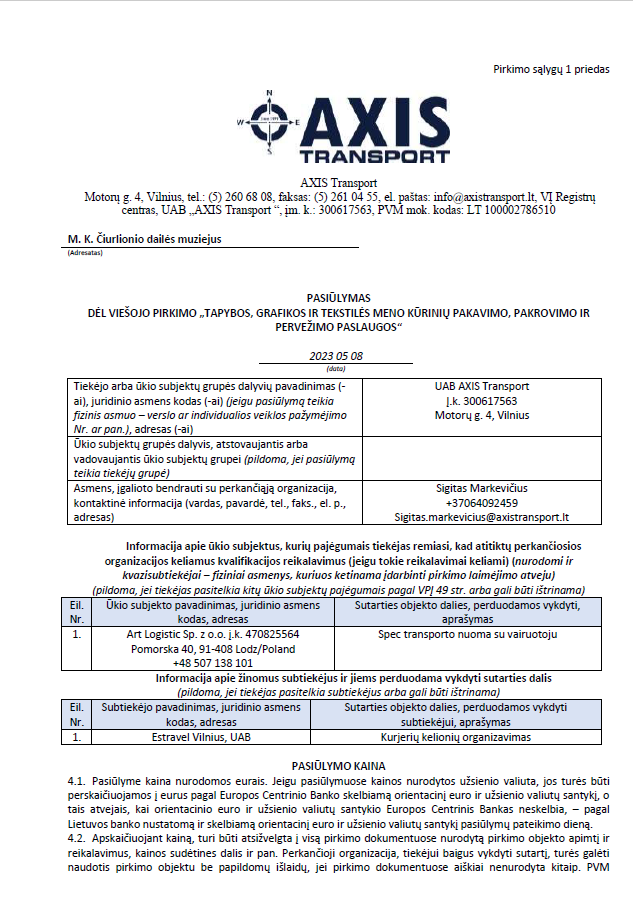 Pirkimo sąlygų 1 priedas
N
W
Since 1991
E
S
AXIS
TRANSPORT
AXIS Transport
Motorų g. 4, Vilnius, tel.: (5) 260 68 08, faksas: (5) 261 04 55, el. paštas: info@axistransport.lt, VĮ Registrų
centras, UAB „AXIS Transport “, įm. k.: 300617563, PVM mok. kodas: LT 100002786510
M. K. Čiurlionio dailės muziejus
(Adresatas)
PASIŪLYMAS
DĖL VIEŠOJO PIRKIMO „TAPYBOS, GRAFIKOS IR TEKSTILĖS MENO KŪRINIŲ PAKAVIMO, PAKROVIMO IR
PERVEŽIMO PASLAUGOS“
2023 05 08
(data)
Tiekėjo arba ūkio subjektų grupės dalyvių pavadinimas (-
ai), juridinio asmens kodas (-ai) (jeigu pasiūlymą teikia
fizinis asmuo – verslo ar individualios veiklos pažymėjimo
Nr. ar pan.), adresas (-ai)
UAB AXIS Transport
Į.k. 300617563
Motorų g. 4, Vilnius
Ūkio subjektų grupės dalyvis, atstovaujantis arba
vadovaujantis ūkio subjektų grupei (pildoma, jei pasiūlymą
teikia tiekėjų grupė)
Asmens, įgalioto bendrauti su perkančiąją organizacija,
kontaktinė informacija (vardas, pavardė, tel., faks., el. p.,
adresas)
Sigitas Markevičius
+37064092459
Sigitas.markevicius@axistransport.lt
Informacija apie ūkio subjektus, kurių pajėgumais tiekėjas remiasi, kad atitiktų perkančiosios
organizacijos keliamus kvalifikacijos reikalavimus (jeigu tokie reikalavimai keliami) (nurodomi ir
kvazisubtiekėjai – fiziniai asmenys, kuriuos ketinama įdarbinti pirkimo laimėjimo atveju)
(pildoma, jei tiekėjas pasitelkia kitų ūkio subjektų pajėgumais pagal VPĮ 49 str. arba gali būti ištrinama)
Eil.
Nr.
Ūkio subjekto pavadinimas, juridinio asmens
kodas, adresas
Sutarties objekto dalies, perduodamos vykdyti,
aprašymas
1.
Art Logistic Sp. z o.o. į.k. 470825564
Pomorska 40, 91-408 Lodz/Poland
+48 507 138 101
Spec transporto nuoma su vairuotoju
Informacija apie žinomus subtiekėjus ir jiems perduodama vykdyti sutarties dalis
(pildoma, jei tiekėjas pasitelkia subtiekėjus arba gali būti ištrinama)
Eil.
Nr.
Subtiekėjo pavadinimas, juridinio asmens
kodas, adresas
Sutarties objekto dalies, perduodamos vykdyti
subtiekėjui, aprašymas
1.
Estravel Vilnius, UAB
Kurjerių kelionių organizavimas
PASIŪLYMO KAINA
4.1. Pasiūlyme kaina nurodomos eurais. Jeigu pasiūlymuose kainos nurodytos užsienio valiuta, jos turės būti
perskaičiuojamos į eurus pagal Europos Centrinio Banko skelbiamą orientacinį euro ir užsienio valiutų santykį, o
tais atvejais, kai orientacinio euro ir užsienio valiutų santykio Europos Centrinis Bankas neskelbia, – pagal
Lietuvos banko nustatomą ir skelbiamą orientacinį euro ir užsienio valiutų santykį pasiūlymų pateikimo dieną.
4.2. Apskaičiuojant kainą, turi būti atsižvelgta į visą pirkimo dokumentuose nurodytą pirkimo objekto apimtį ir
reikalavimus, kainos sudėtines dalis ir pan. Perkančioji organizacija, tiekėjui baigus vykdyti sutartį, turės galėti
naudotis pirkimo objektu be papildomų išlaidų, jei pirkimo dokumentuose aiškiai nenurodyta kitaip. PVM